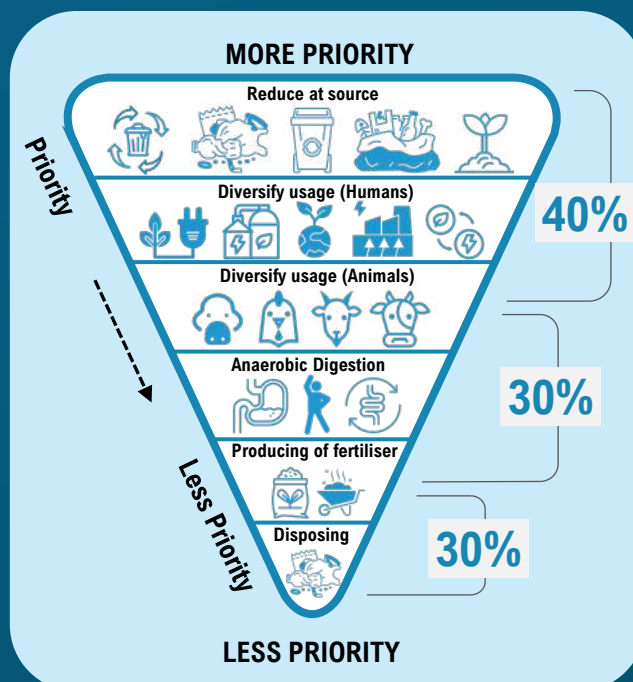 MORE PRIORITY
Reduce at source
Priority
Diversify usage (Humans)
40%
Diversify usage (Animals)
Anaerobic Digestion
30%
Producing of fertiliser
Less Priority
Disposing
30%
LESS PRIORITY